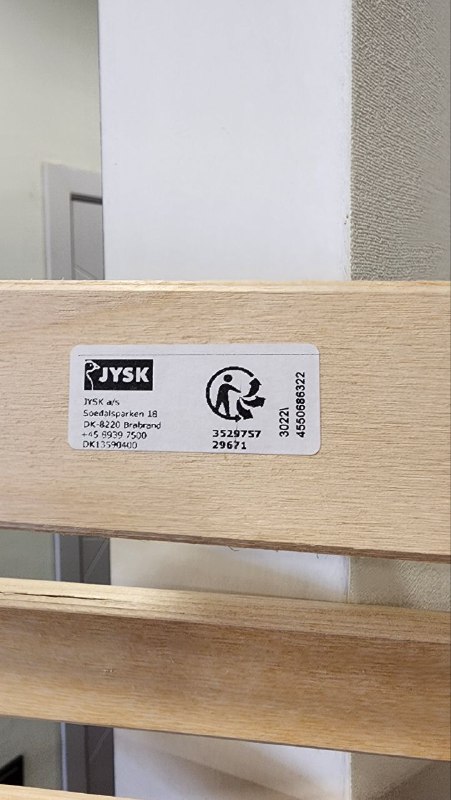 JYSK
JYSK a/s
Soedalsparken 18
DK-8220 Brabrand
+45 8939 7500
DK13590400
3529757
29671
30221
4550686322